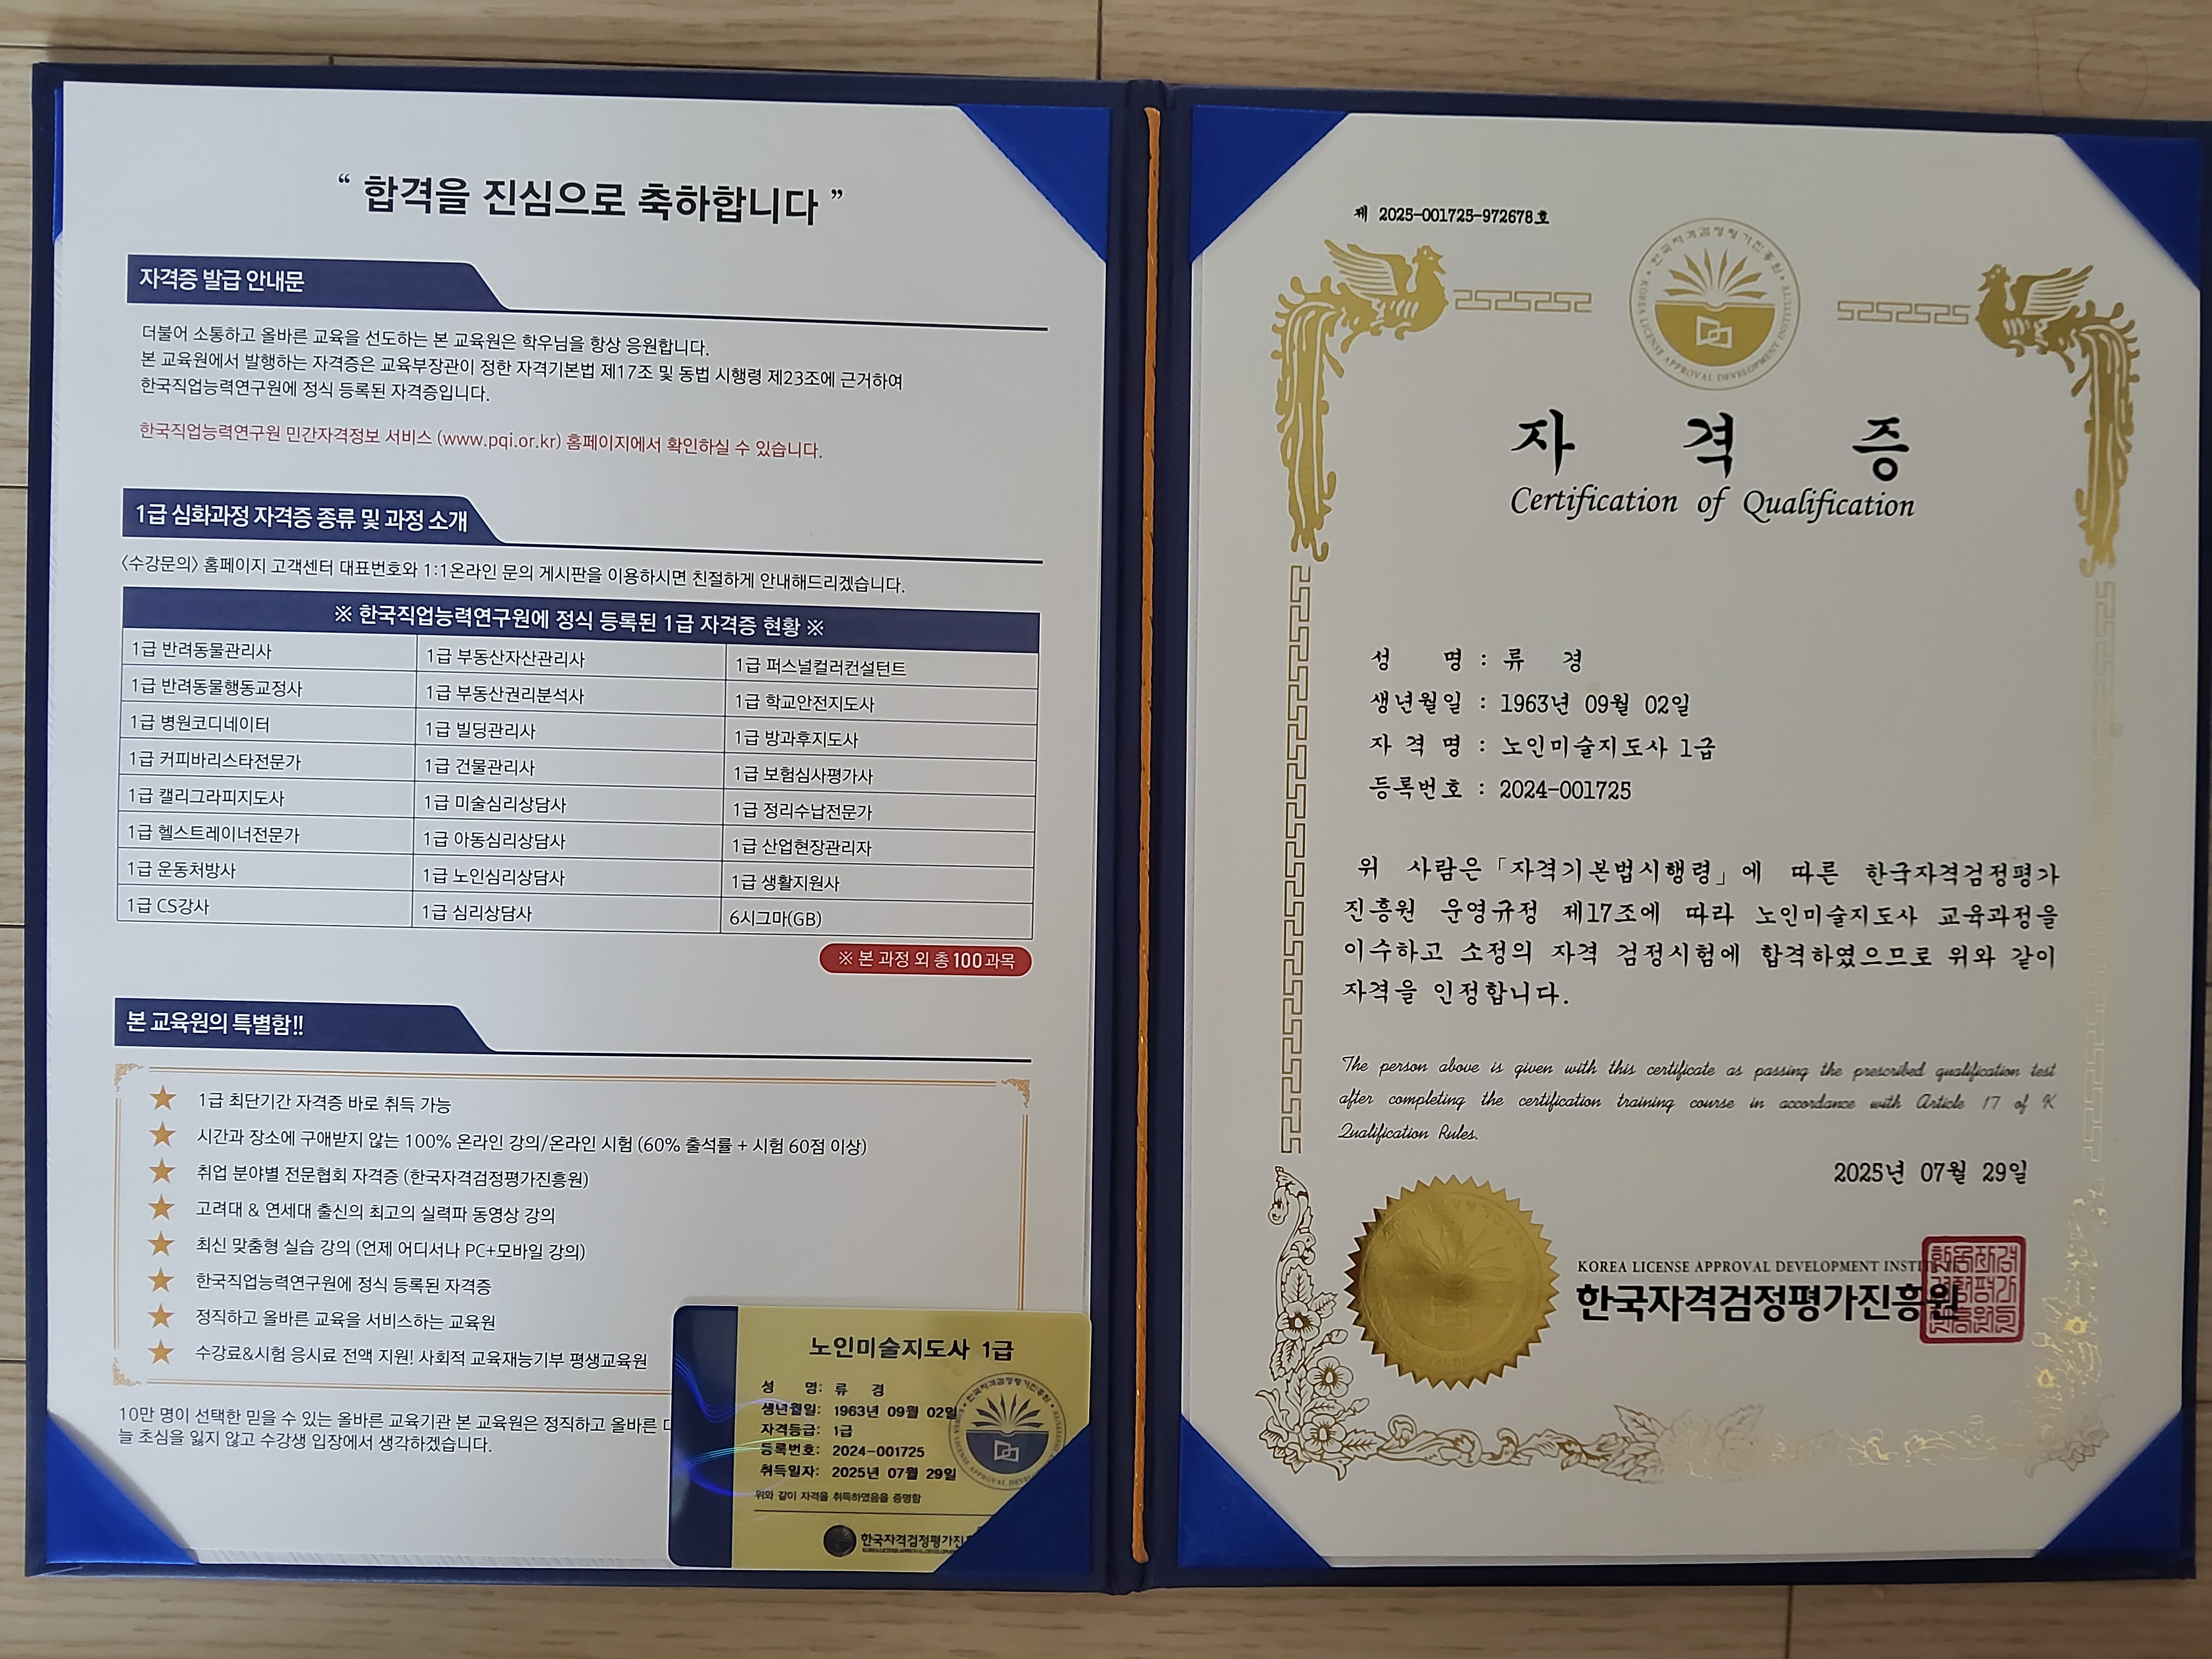 “ 합격을 진심으로 축하합니다 ”
자격증 발급 안내문
더불어 소통하고 올바른 교육을 선도하는 본 교육원은 학우님을 항상 응원합니다.
본 교육원에서 발행하는 자격증은 교육부장관이 정한 자격기본법 제17조 및 동법 시행령 제23조에 근거하여
한국직업능력연구원에 정식 등록된 자격증입니다.
한국직업능력연구원 민간자격정보 서비스 (www.pqi.or.kr) 홈페이지에서 확인하실 수 있습니다.
1급 심화과정 자격증 종류 및 과정 소개
<수강문의> 홈페이지 고객센터 대표번호와 1:1온라인 문의 게시판을 이용하시면 친절하게 안내해드리겠습니다.
※ 한국직업능력연구원에 정식 등록된 1급 자격증 현황 ※
1급 반려동물관리사 1급 부동산자산관리사 1급 퍼스널컬러컨설턴트
1급 반려동물행동교정사 1급 부동산권리분석사 1급 학교안전지도사
1급 병원코디네이터 1급 빌딩관리사 1급 방과후지도사
1급 커피바리스타전문가 1급 건물관리사 1급 보험심사평가사
1급 캘리그라피지도사 1급 미술심리상담사 1급 정리수납전문가
1급 헬스트레이너전문가 1급 아동심리상담사 1급 산업현장관리자
1급 운동처방사 1급 노인심리상담사 1급 생활지원사
1급 CS강사 1급 심리상담사 6시그마(GB)
※ 본 과정 외 총 100과목
본 교육원의 특별함!!
★ 1급 최단기간 자격증 바로 취득 가능
★ 시간과 장소에 구애받지 않는 100% 온라인 강의/온라인 시험 (60% 출석률 + 시험 60점 이상)
★ 취업 분야별 전문협회 자격증 (한국자격검정평가진흥원)
★ 고려대 & 연세대 출신의 최고의 실력파 동영상 강의
★ 최신 맞춤형 실습 강의 (언제 어디서나 PC+모바일 강의)
★ 한국직업능력연구원에 정식 등록된 자격증
★ 정직하고 올바른 교육을 서비스하는 교육원
★ 수강료&시험 응시료 전액 지원! 사회적 교육재능기부 평생교육원
10만 명이 선택한 믿을 수 있는 올바른 교육기관 본 교육원은 정직하고 올바른
늘 초심을 잃지 않고 수강생 입장에서 생각하겠습니다.
노인미술지도사 1급
성 명: 류 경
생년월일: 1963년 09월 02일
자격등급: 1급
등록번호: 2024-001725
취득일자: 2025년 07월 29일
위와 같이 자격을 취득하였음을 증명함
한국자격검정평가진
제 2025-001725-972678호
한국자격검정평가진흥원
KOREA LICENSE APPROVAL DEVELOPMENT INSTITUTE
자 격 증
Certification of Qualification
성 명 : 류 경
생년월일 : 1963년 09월 02일
자 격 명 : 노인미술지도사 1급
등록번호 : 2024-001725
위 사람은 「자격기본법시행령」에 따른 한국자격검정평가
진흥원 운영규정 제17조에 따라 노인미술지도사 교육과정을
이수하고 소정의 자격 검정시험에 합격하였으므로 위와 같이
자격을 인정합니다.
The person above is given with this certificate as passing the prescribed qualification test
after completing the certification training course in accordance with Article 17 of K
Qualification Rules.
2025년 07월 29일
KOREA LICENSE APPROVAL DEVELOPMENT
한국자격검정평가진흥원